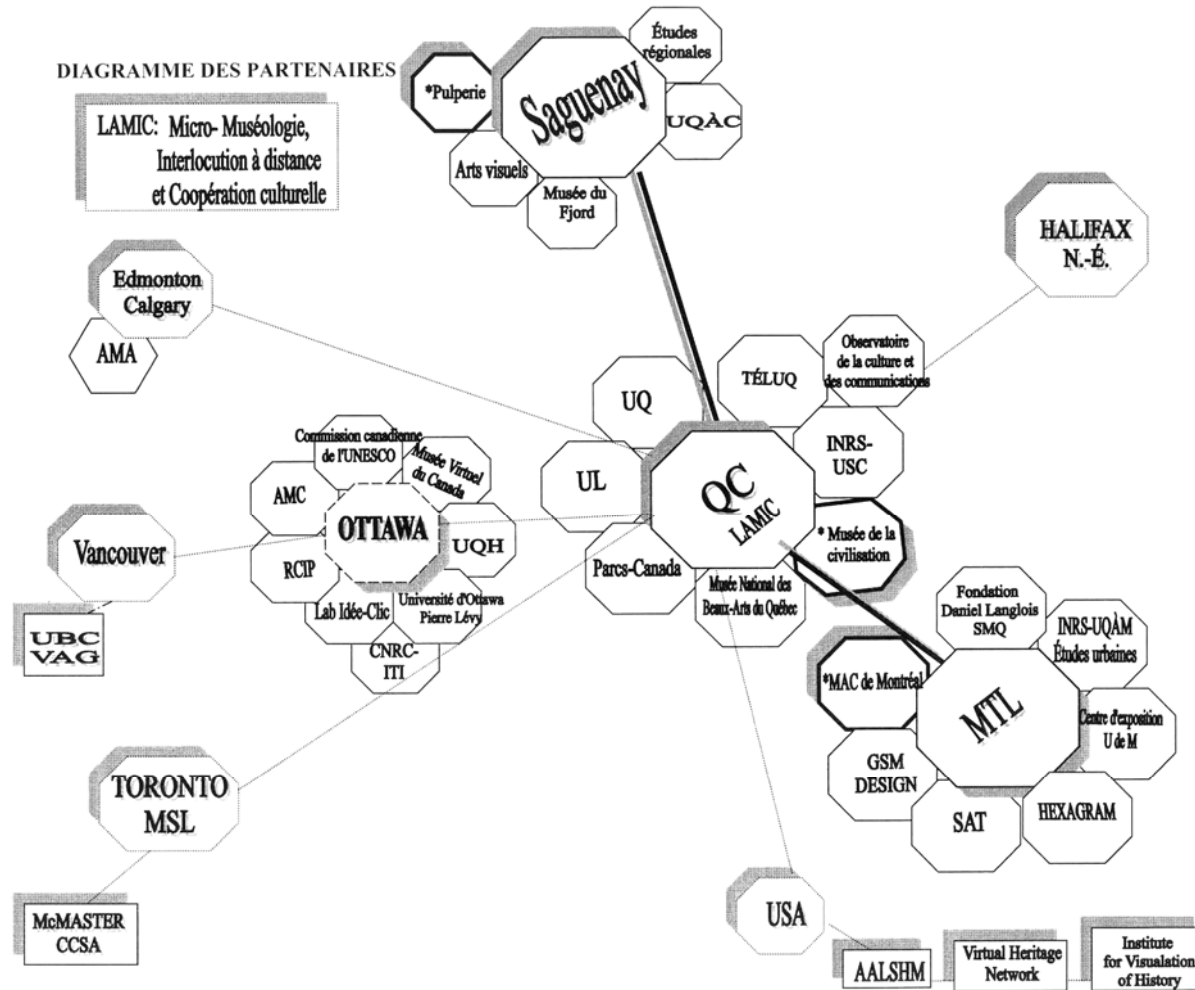 DIAGRAMME DES PARTENAIRES
LAMIC: Micro- Muséologie,
Interlocution à distance
et Coopération culturelle
*Pulperie
Saguenay
Études
régionales
UQÀC
Arts visuels
Musée du
Fjord
HALIFAX
N.-É.
Edmonton
Calgary
AMA
UQ
TÉLUQ
Observatoire
de la culture et
des communications
INRS-
USC
UL
QC
LAMIC
* Musée de la
civilisation
Parcs-Canada
Musée National des
Beaux-Arts du Québec
Commission canadienne
de l'UNESCO
Musée Virtuel
du Canada
AMC
OTTAWA
UQH
RCIP
Lab Idée-Clic
Université d'Ottawa
Pierre Lévy
CNRC-
ITI
Vancouver
UBC
VAG
Fondation
Daniel Langlois
SMQ
INRS-UQÀM
Études urbaines
*MAC de Montréal
MTL
Centre d'exposition
U de M
GSM
DESIGN
SAT
HEXAGRAM
TORONTO
MSL
McMASTER
CCSA
USA
AALSHM
Virtual Heritage
Network
Institute
for Visualation
of History